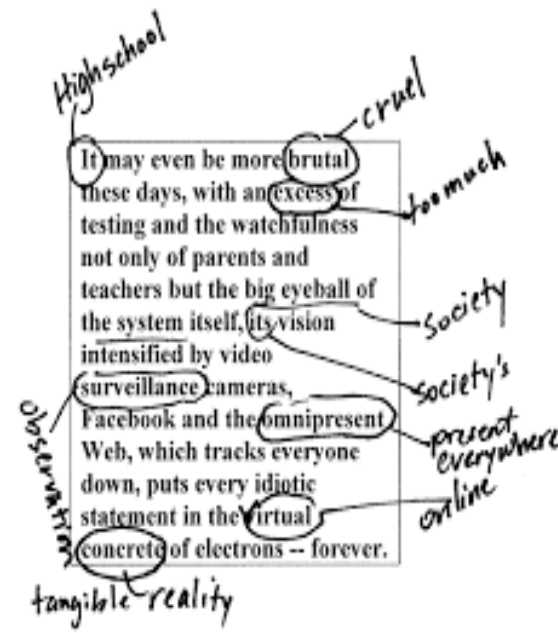 Highschool
cruel
It may even be more brutal
these days, with an excess of
too much
testing and the watchfulness
not only of parents and
teachers but the big eyeball of
the system itself, its vision
society
intensified by video
society's
surveillance cameras,
observation
Facebook and the omnipresent
present
everywhere
Web, which tracks everyone
down, puts every idiotic
online
statement in the virtual
concrete of electrons -- forever.
tangible reality